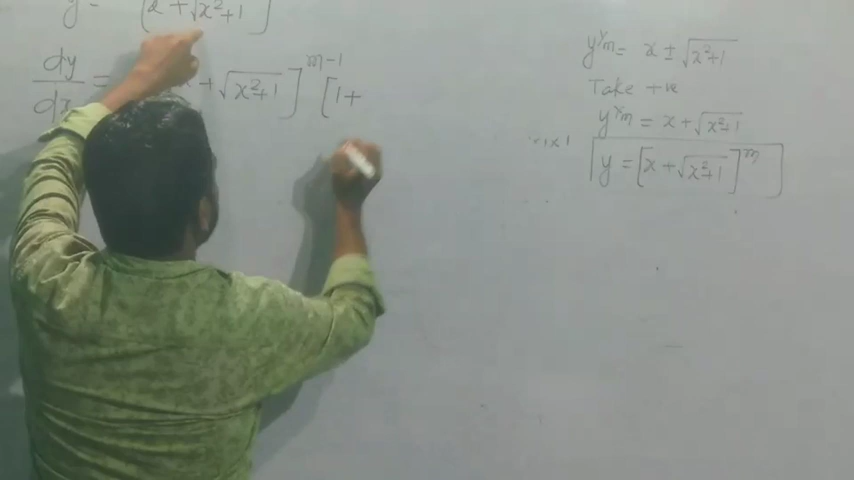 y = [x + √x²+1]
dy/dx = x + √x²+1]^m-1 [1+
y^1/m = x ± √x²+1
Take +ve
y^1/m = x + √x²+1
y = [x + √x²+1]^m